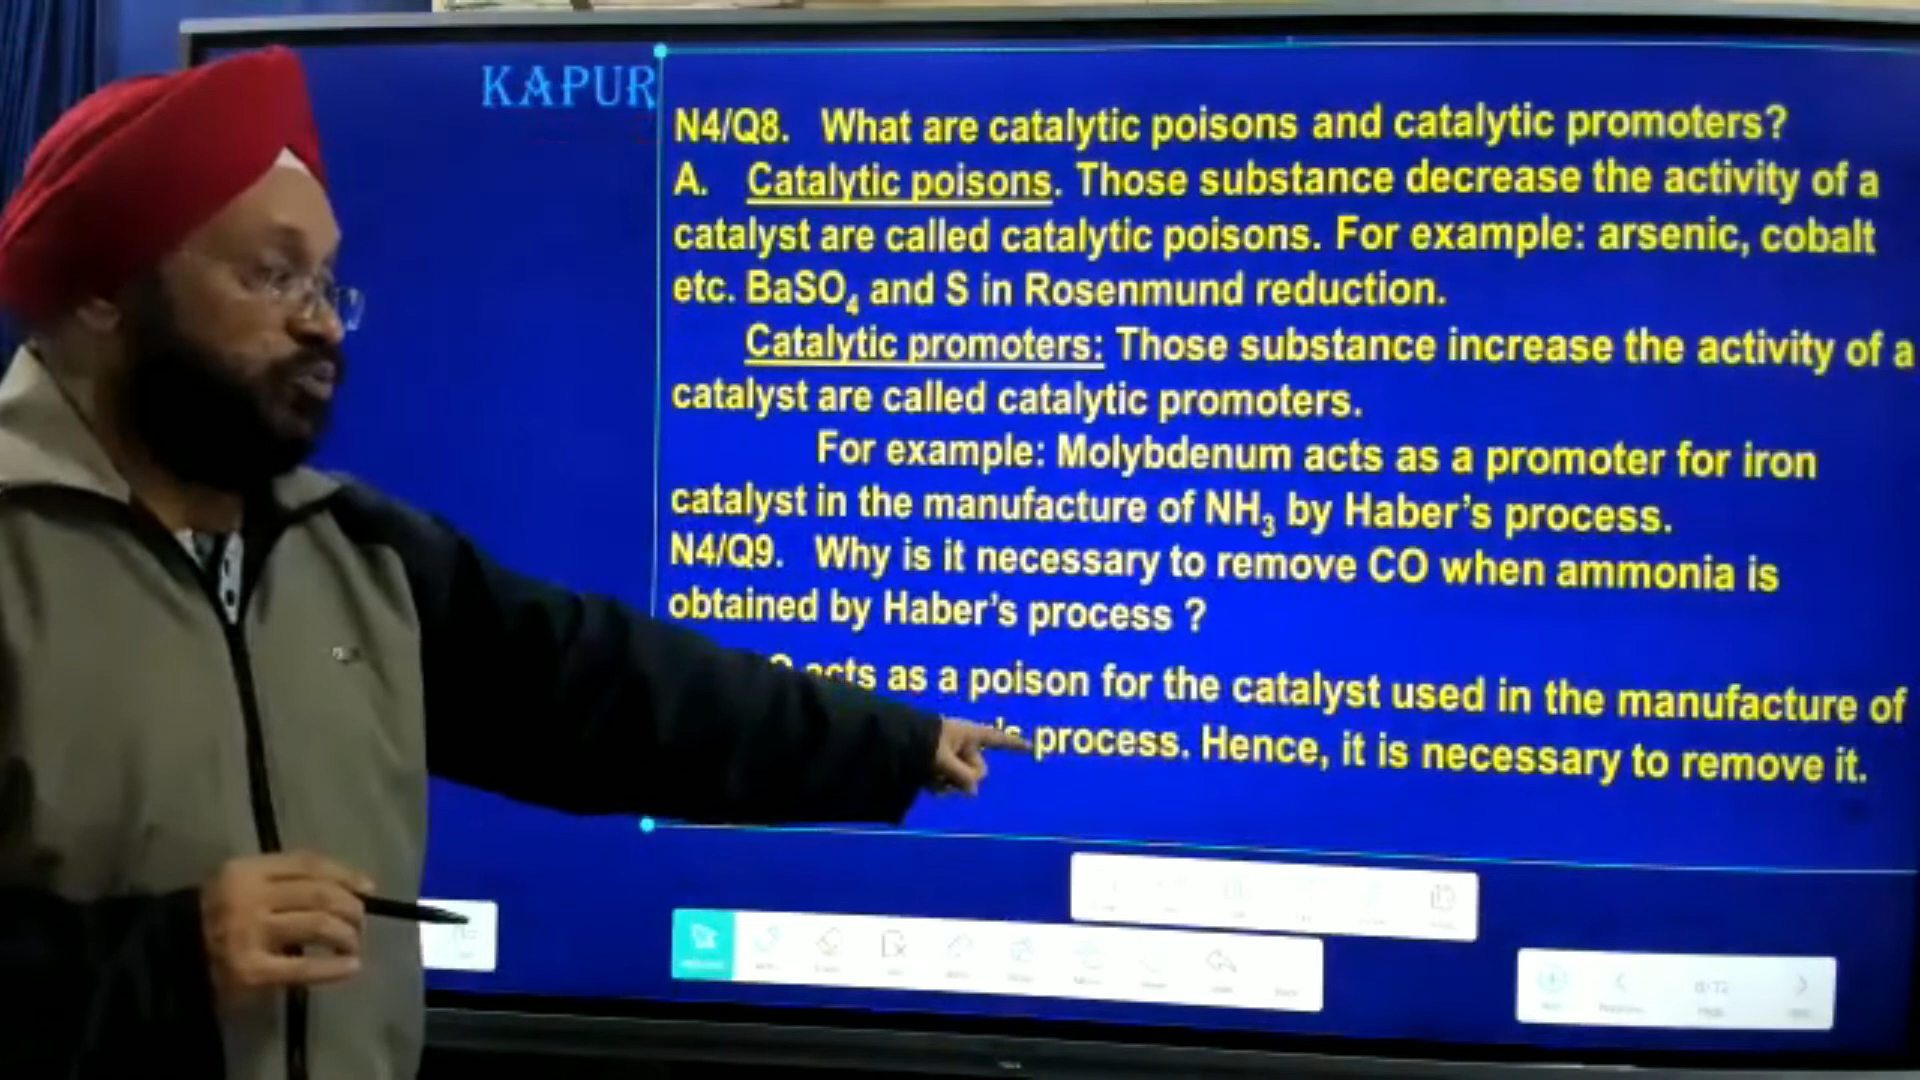 KAPUR
N4/Q8. What are catalytic poisons and catalytic promoters?
A. Catalytic poisons. Those substance decrease the activity of a
catalyst are called catalytic poisons. For example: arsenic, cobalt
etc. BaSO₄ and S in Rosenmund reduction.
Catalytic promoters: Those substance increase the activity of a
catalyst are called catalytic promoters.
For example: Molybdenum acts as a promoter for iron
catalyst in the manufacture of NH₃ by Haber's process.
N4/Q9. Why is it necessary to remove CO when ammonia is
obtained by Haber's process ?
acts as a poison for the catalyst used in the manufacture of
process. Hence, it is necessary to remove it.